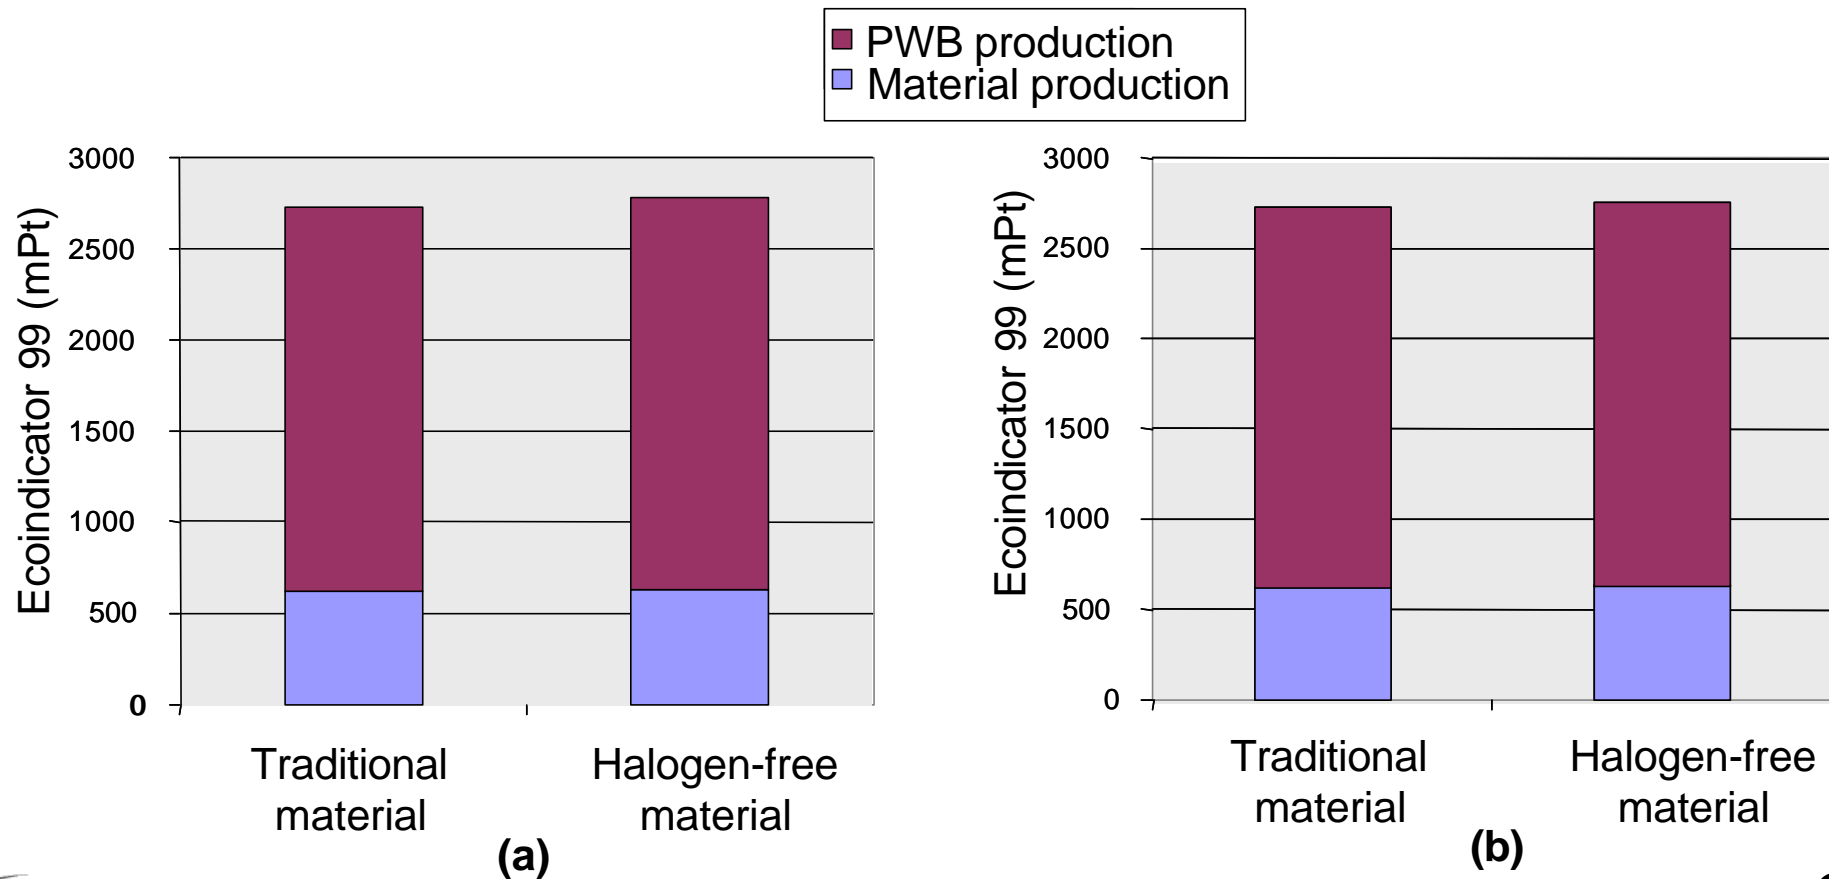 PWB production
Material production
Ecoindicator 99 (mPt)
3000
2500
2000
1500
1000
500
0
Traditional
material
Halogen-free
material
(a)
Ecoindicator 99 (mPt)
3000
2500
2000
1500
1000
500
0
Traditional
material
Halogen-free
material
(b)